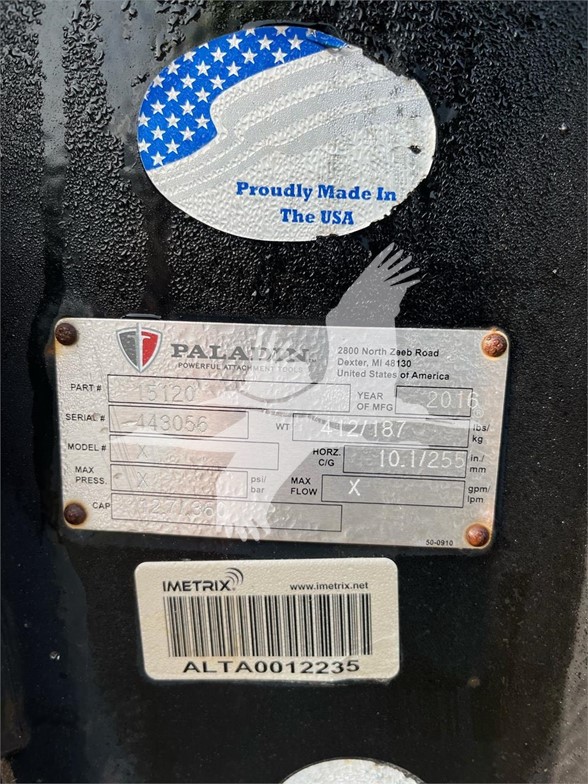 Proudly Made In
The USA
PALADIN
POWERFUL ATTACHMENT TOOLS
2800 North Zeeb Road
Dexter, MI 48130
United States of America
PART #
YEAR OF MFG 2016
SERIAL # 443056 WT 412/187 lbs/ kg
MODEL # X HORZ. C/G 10.1/255 in./ mm
MAX PRESS. X psi/ bar MAX FLOW X gpm/ lpm
CAP
50-0910
IMETRIX www.imetrix.net
ALTA0012235